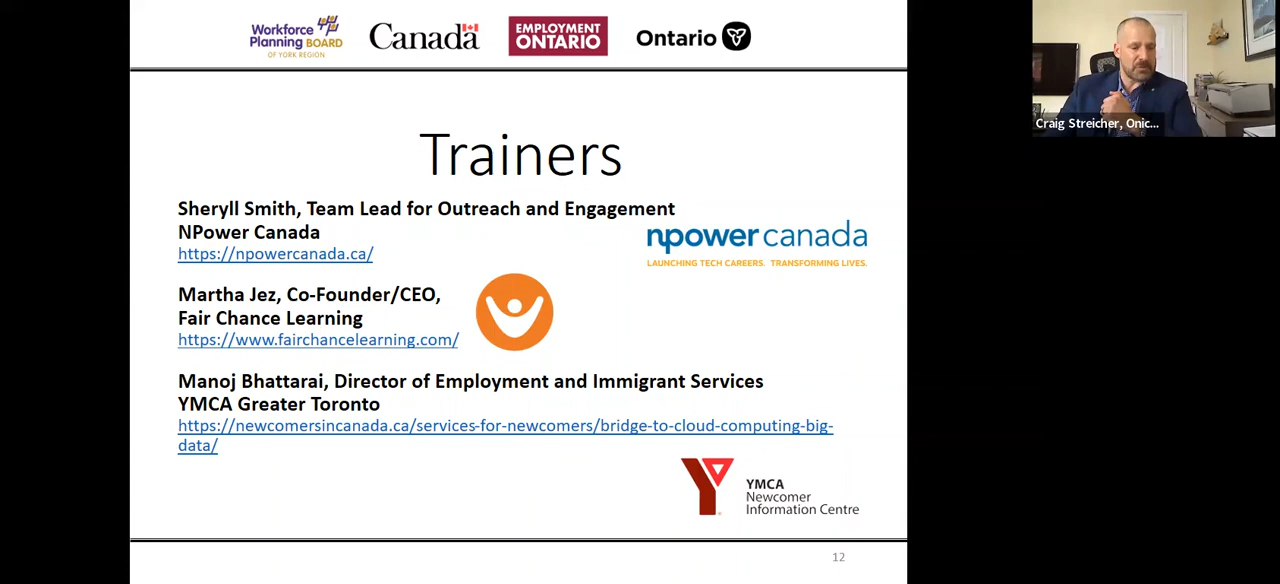 Workforce
Planning BOARD
OF YORK REGION
Canada
EMPLOYMENT
ONTARIO
Ontario
Craig Streicher, Onic...
Trainers
Sheryll Smith, Team Lead for Outreach and Engagement
NPower Canada
https://npowercanada.ca/
npower canada
LAUNCHING TECH CAREERS. TRANSFORMING LIVES.
Martha Jez, Co-Founder/CEO,
Fair Chance Learning
https://www.fairchancelearning.com/
Manoj Bhattarai, Director of Employment and Immigrant Services
YMCA Greater Toronto
https://newcomersincanada.ca/services-for-newcomers/bridge-to-cloud-computing-big-
data/
YMCA
Newcomer
Information Centre
12